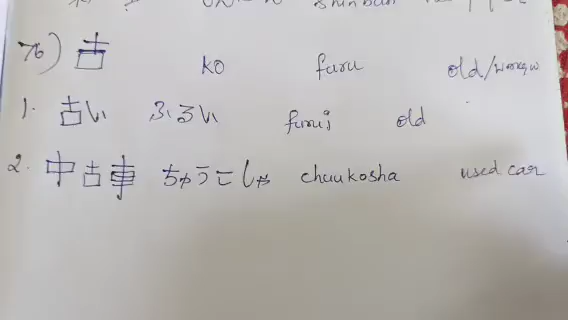 shinbun
76) 古 ko furu old/
1. 古い ふるい furui old
2. 中古車 ちゅうこしゃ chuukosha used car